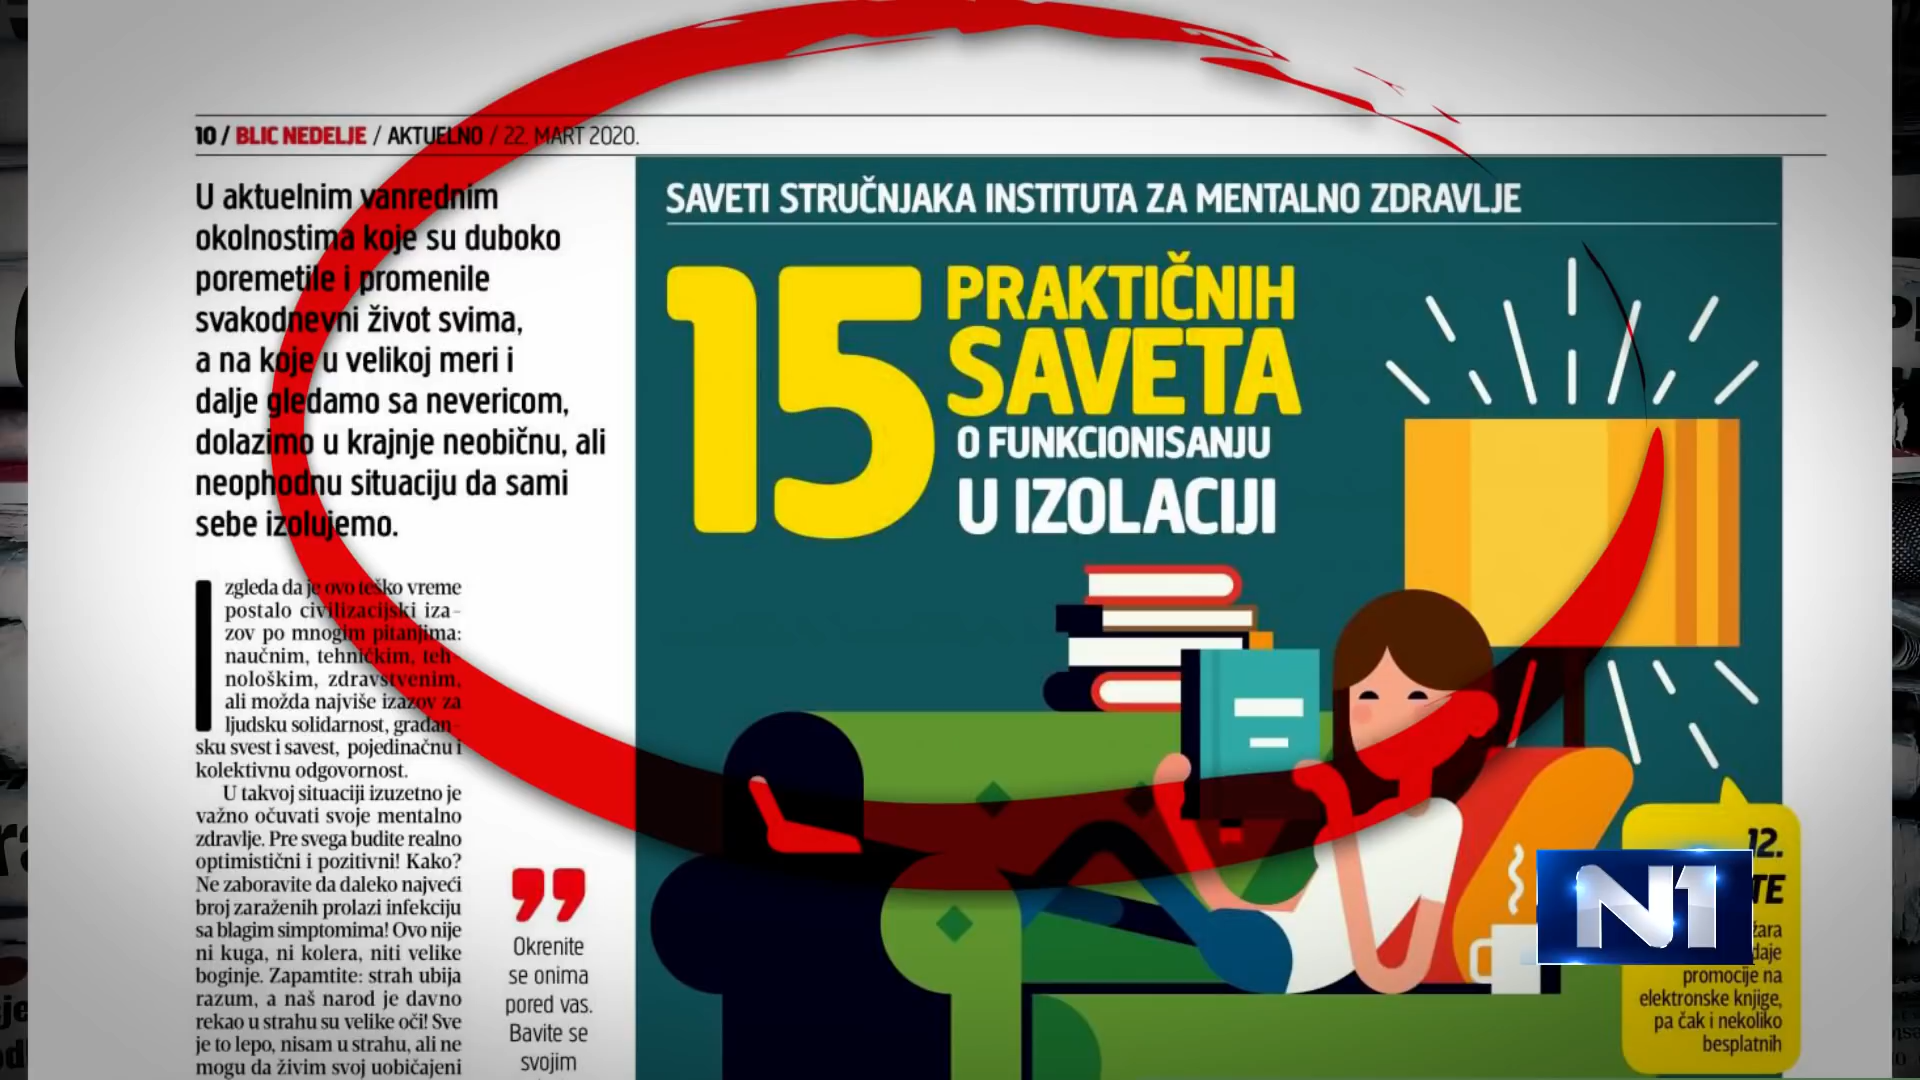 10 / BLIC NEDELJE / AKTUELNO / 22. MART 2020.
U aktuelnim vanrednim
okolnostima koje su duboko
poremetile i promenile
svakodnevni život svima,
a na koje u velikoj meri i
dalje gledamo sa nevericom,
dolazimo u krajnje neobičnu, ali
neophodnu situaciju da sami
sebe izolujemo.
Izgleda da je ovo teško vreme
postalo civilizacijski iza-
zov po mnogim pitanjima:
naučnim, tehničkim, teh-
nološkim, zdravstvenim,
ali možda najviše izazov za
ljudsku solidarnost, građan-
sku svest i savest, pojedinačnu i
kolektivnu odgovornost.
U takvoj situaciji izuzetno je
važno očuvati svoje mentalno
zdravlje. Pre svega budite realno
optimistični i pozitivni! Kako?
Ne zaboravite da daleko najveći
broj zaraženih prolazi infekciju
sa blagim simptomima! Ovo nije
ni kuga, ni kolera, niti velike
boginje. Zapamtite: strah ubija
razum, a naš narod je davno
rekao u strahu su velike oči! Sve
je to lepo, nisam u strahu, ali ne
mogu da živim svoj uobičajeni
”
Okrenite
se onima
pored vas.
Bavite se
svojim
SAVETI STRUČNJAKA INSTITUTA ZA MENTALNO ZDRAVLJE
15 PRAKTIČNIH
SAVETA
O FUNKCIONISANJU
U IZOLACIJI
12.
TE
žara
daje
promocije na
elektronske knjige,
pa čak i nekoliko
besplatnih
N1